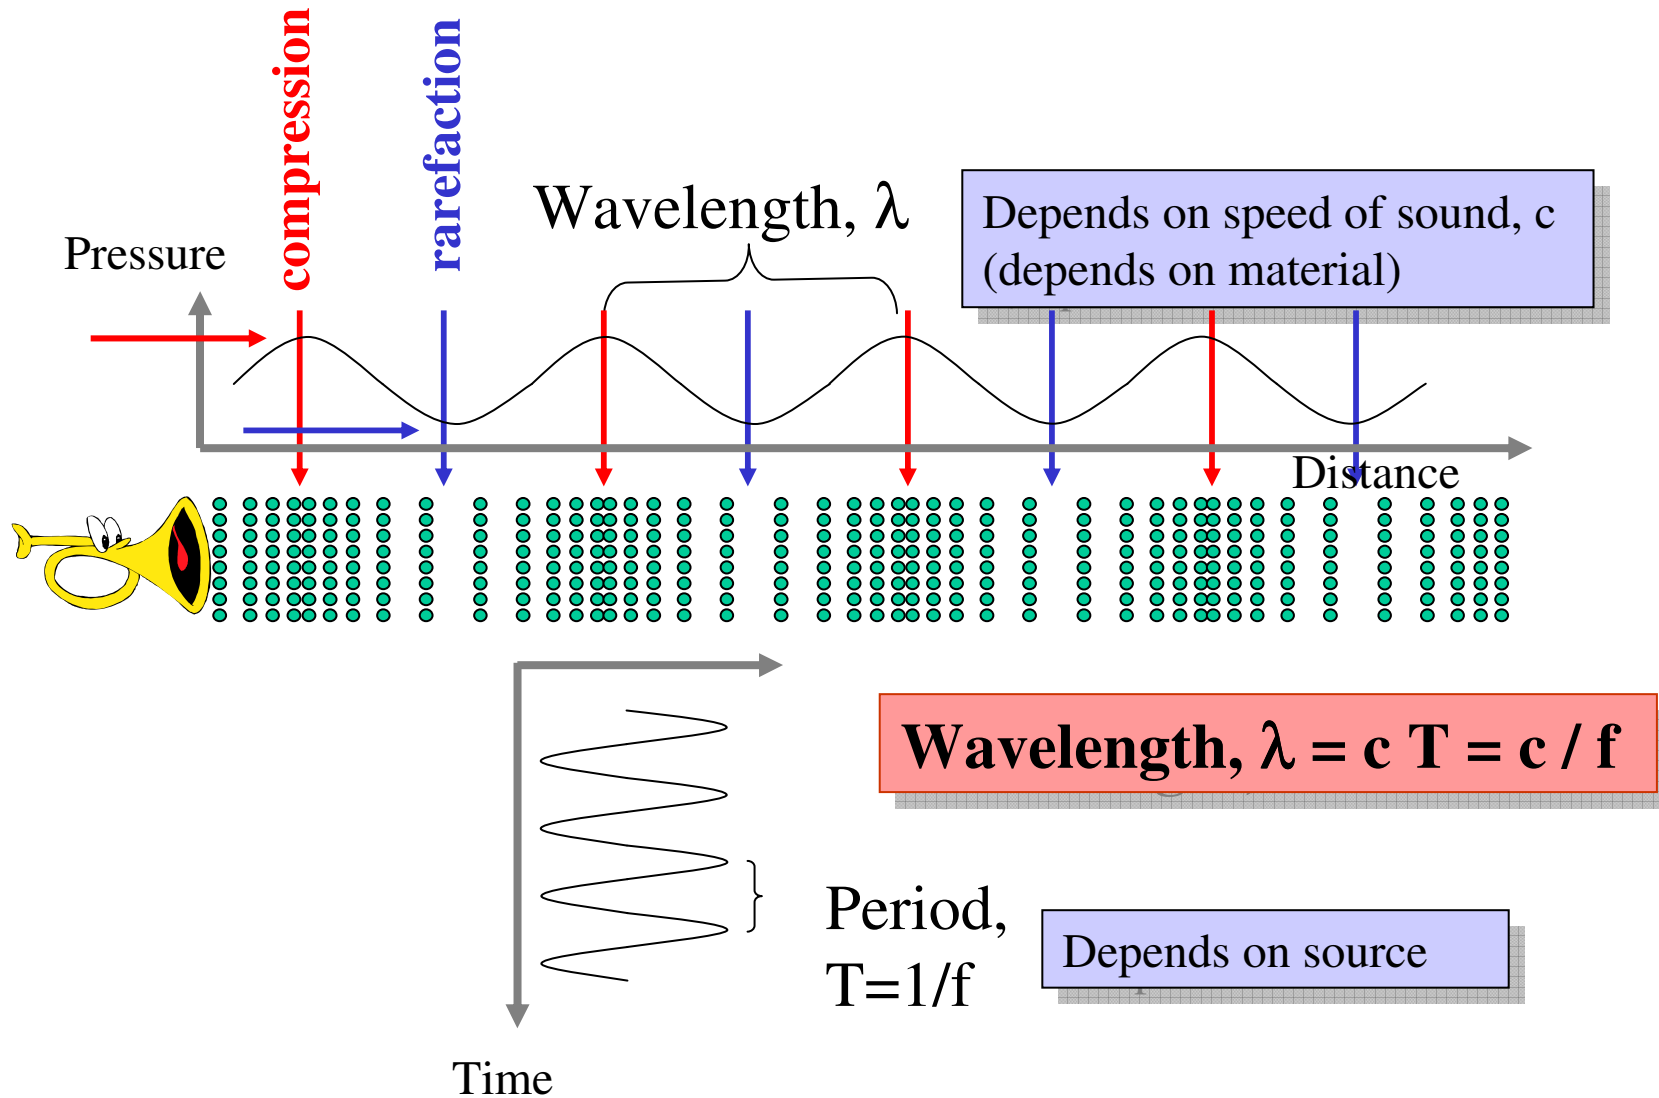 compression
rarefaction
Wavelength, λ
Depends on speed of sound, c
(depends on material)
Pressure
Distance
Wavelength, λ = c T = c / f
Period,
T=1/f
Depends on source
Time